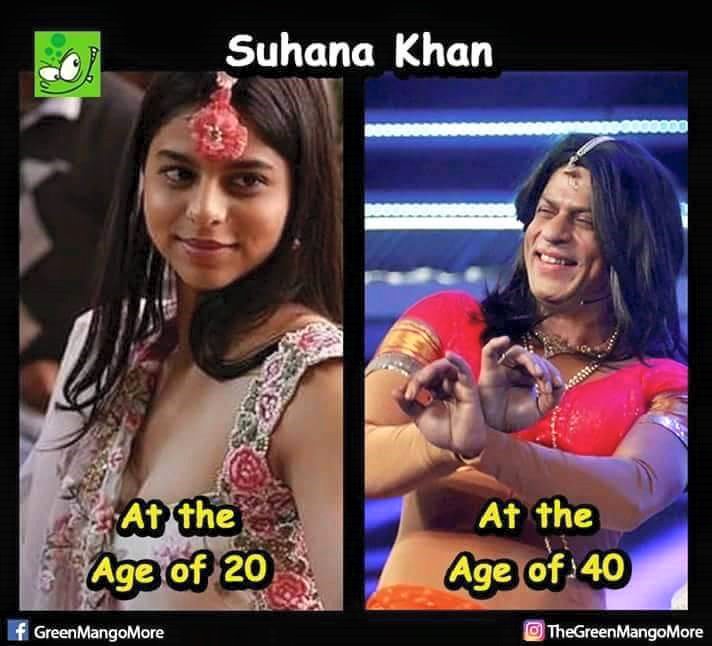 Suhana Khan
At the
Age of 20
At the
Age of 40
f GreenMangoMore
TheGreenMangoMore